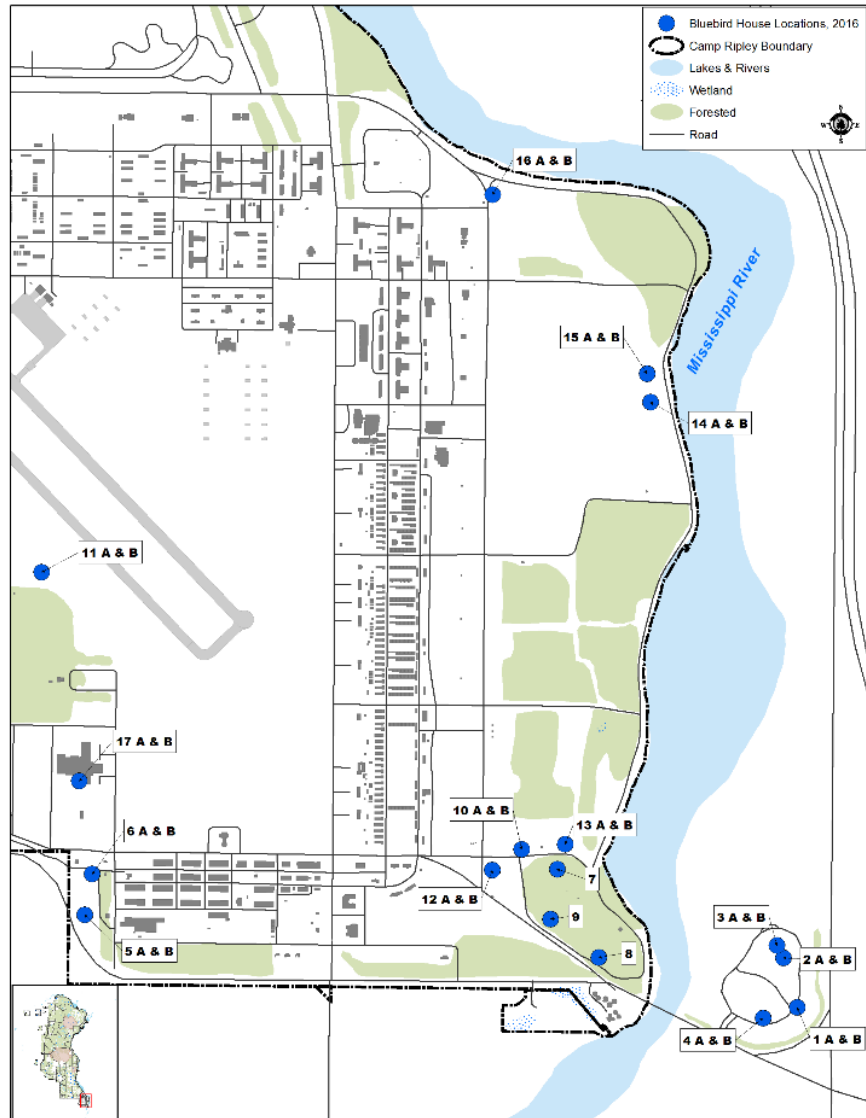 Bluebird House Locations, 2016
Camp Ripley Boundary
Lakes & Rivers
Wetland
Forested
Road
N
W E
S
16 A & B
Mississippi River
15 A & B
14 A & B
11 A & B
17 A & B
10 A & B
13 A & B
6 A & B
7
12 A & B
9
3 A & B
5 A & B
8
2 A & B
4 A & B
1 A & B